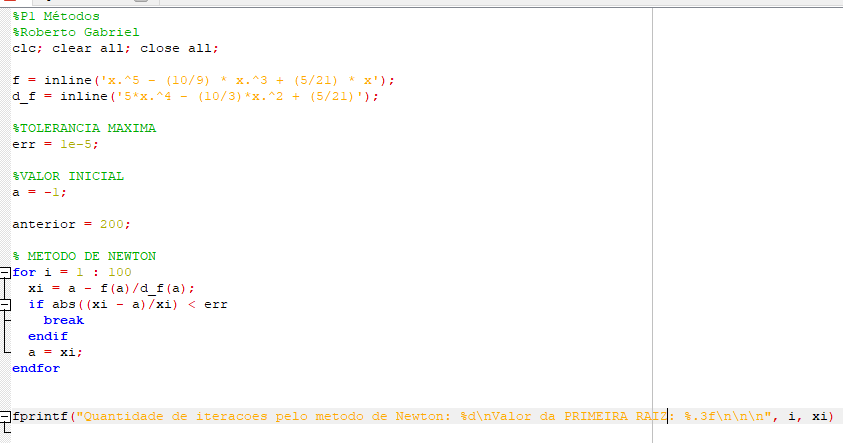 %P1 Métodos
%Roberto Gabriel
clc; clear all; close all;
f = inline('x.^5 - (10/9) * x.^3 + (5/21) * x');
d_f = inline('5*x.^4 - (10/3)*x.^2 + (5/21)');
%TOLERANCIA MAXIMA
err = 1e-5;
%VALOR INICIAL
a = -1;
anterior = 200;
% METODO DE NEWTON
for i = 1 : 100
xi = a - f(a)/d_f(a);
if abs((xi - a)/xi) < err
break
endif
a = xi;
endfor
fprintf("Quantidade de iteracoes pelo metodo de Newton: %d\nValor da PRIMEIRA RAIZ: %.3f\n\n\n", i, xi)